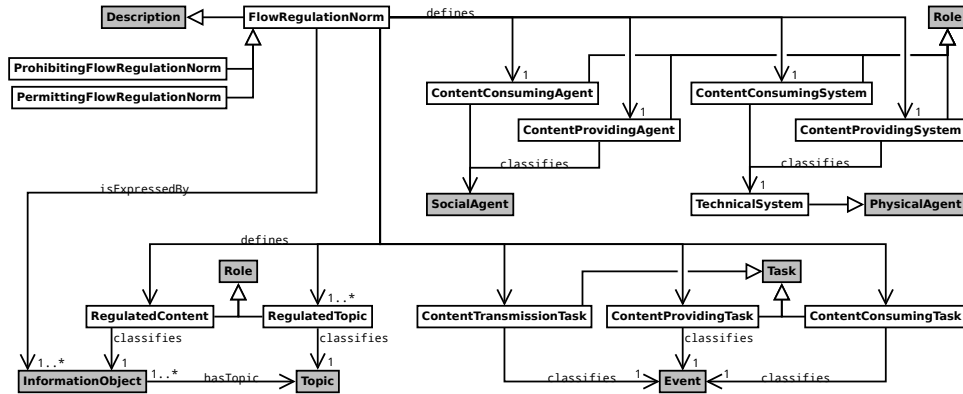 Description
FlowRegulationNorm
defines
Role
ProhibitingFlowRegulationNorm
PermittingFlowRegulationNorm
1
1
ContentConsumingAgent
ContentConsumingSystem
1
1
ContentProvidingAgent
ContentProvidingSystem
classifies
classifies
isExpressedBy
1
SocialAgent
TechnicalSystem
PhysicalAgent
defines
Role
Task
1..*
RegulatedContent
RegulatedTopic
ContentTransmissionTask
ContentProvidingTask
ContentConsumingTask
classifies
classifies
classifies
1..*
1
1
1
InformationObject
1..*
hasTopic
Topic
classifies
1
Event
1
classifies